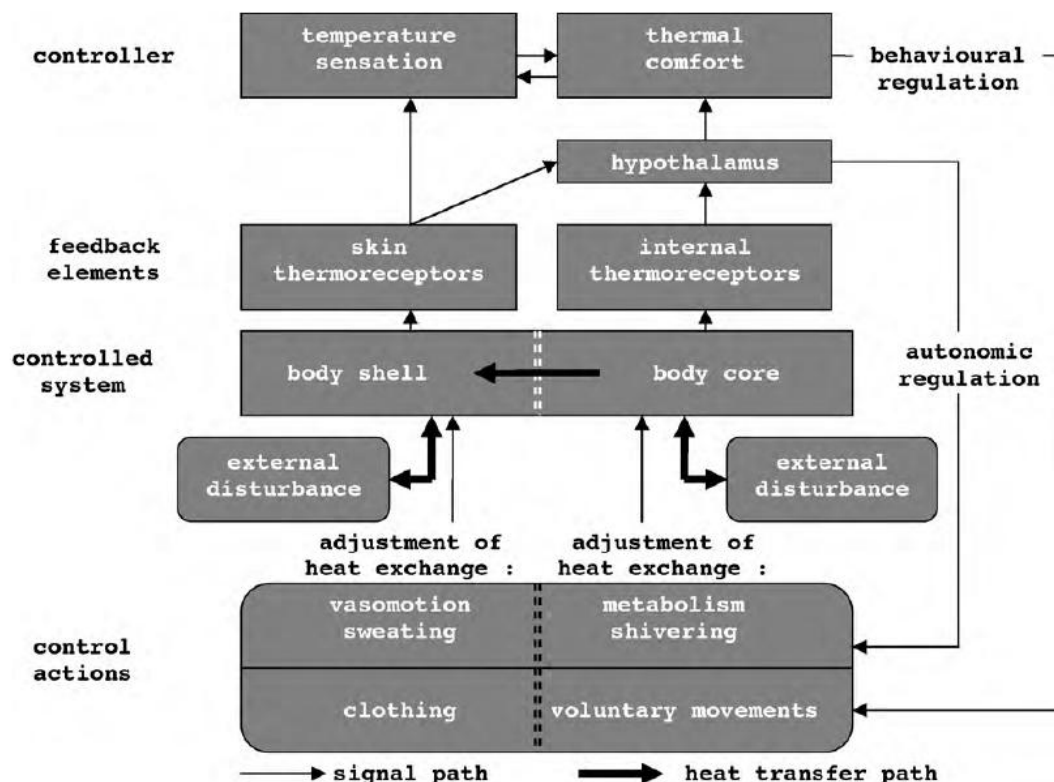 controller
temperature
sensation
thermal
comfort
behavioural
regulation
hypothalamus
feedback
elements
skin
thermoreceptors
internal
thermoreceptors
controlled
system
body shell
body core
autonomic
regulation
external
disturbance
external
disturbance
adjustment of
heat exchange :
adjustment of
heat exchange :
control
actions
vasomotion
sweating
metabolism
shivering
clothing
voluntary movements
signal path
heat transfer path